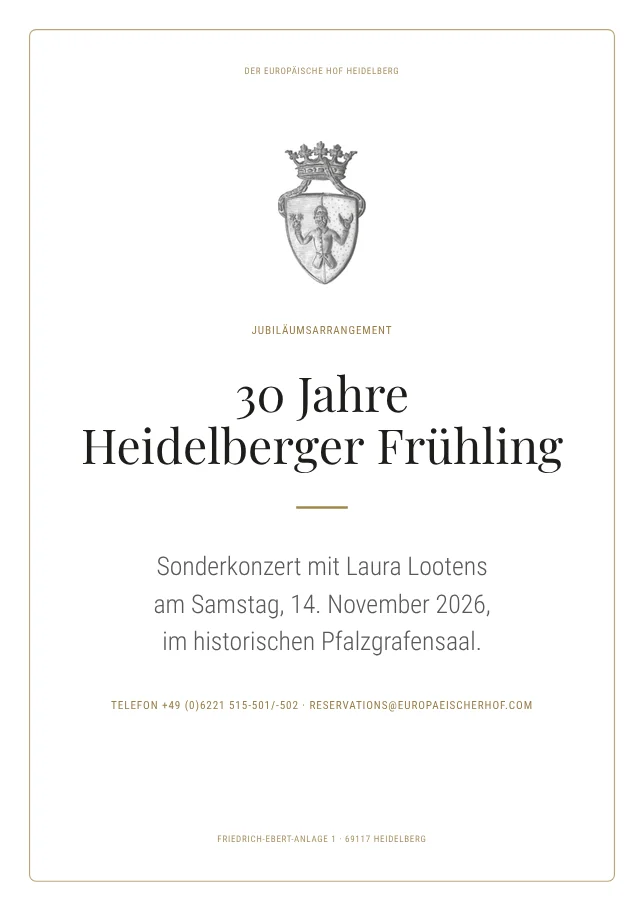 DER EUROPÄISCHE HOF HEIDELBERG
JUBILÄUMSARRANGEMENT
30 Jahre
Heidelberger Frühling
Sonderkonzert mit Laura Lootens
am Samstag, 14. November 2026,
im historischen Pfalzgrafensaal.
TELEFON +49 (0)6221 515-501/-502 · RESERVATIONS@EUROPAEISCHERHOF.COM
FRIEDRICH-EBERT-ANLAGE 1 · 69117 HEIDELBERG